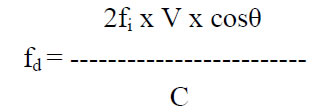 2fi x V x cosθ
fd = -------------------------
C